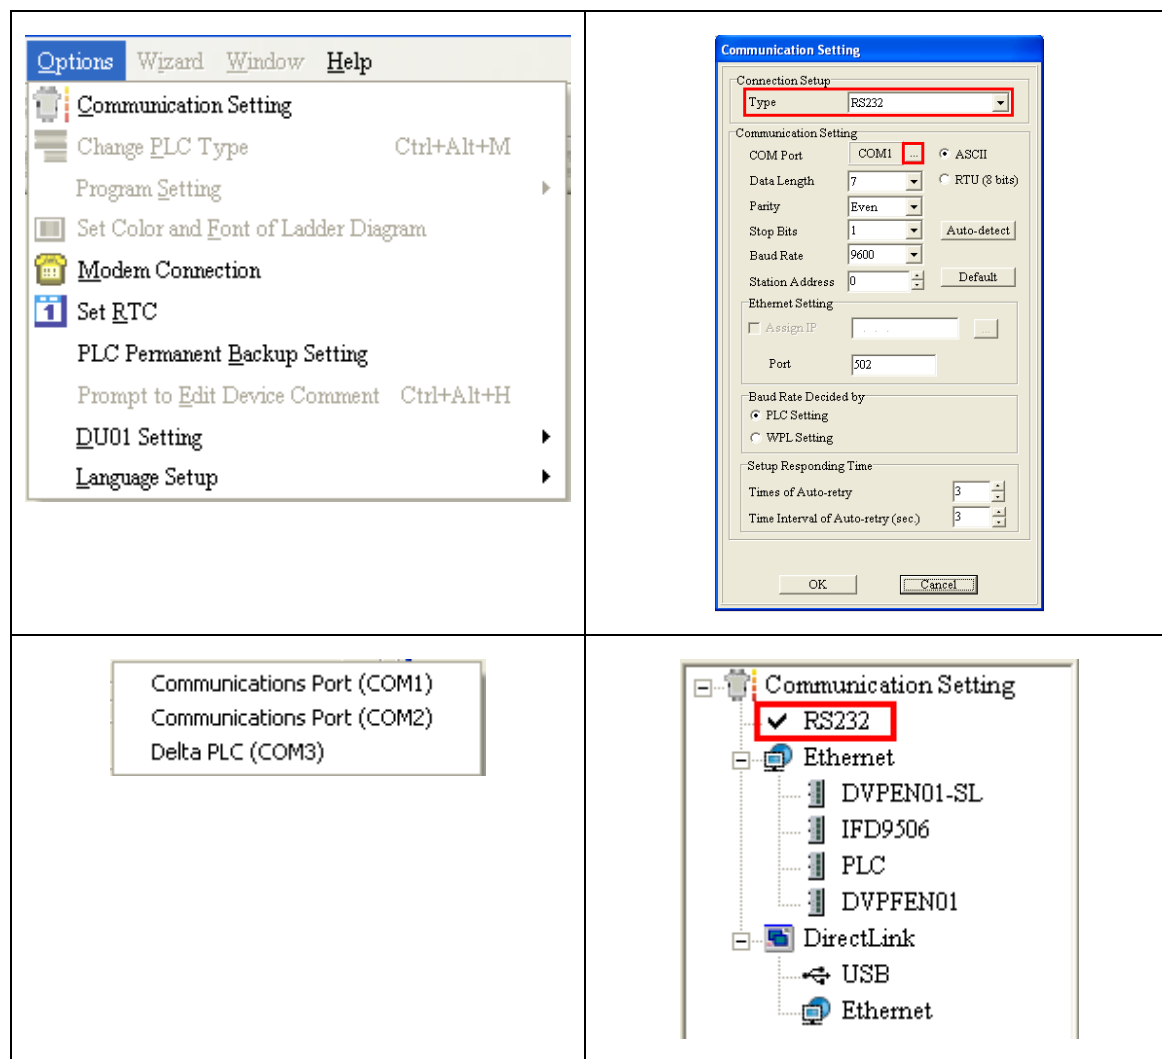 Options Wizard Window Help
Communication Setting
Change PLC Type Ctrl+Alt+M
Program Setting
Set Color and Font of Ladder Diagram
Modem Connection
1 Set RTC
PLC Permanent Backup Setting
Prompt to Edit Device Comment Ctrl+Alt+H
DU01 Setting
Language Setup
Communication Setting
Connection Setup
Type RS232
Communication Setting
COM Port COM1 ... ASCII
Data Length 7 RTU (8 bits)
Parity Even
Stop Bits 1 Auto-detect
Baud Rate 9600
Station Address 0 Default
Ethernet Setting
Assign IP . . . ...
Port 502
Baud Rate Decided by
PLC Setting
WPL Setting
Setup Responding Time
Times of Auto-retry 3
Time Interval of Auto-retry (sec.) 3
OK Cancel
Communications Port (COM1)
Communications Port (COM2)
Delta PLC (COM3)
Communication Setting
RS232
Ethernet
DVPEN01-SL
IFD9506
PLC
DVPFEN01
DirectLink
USB
Ethernet